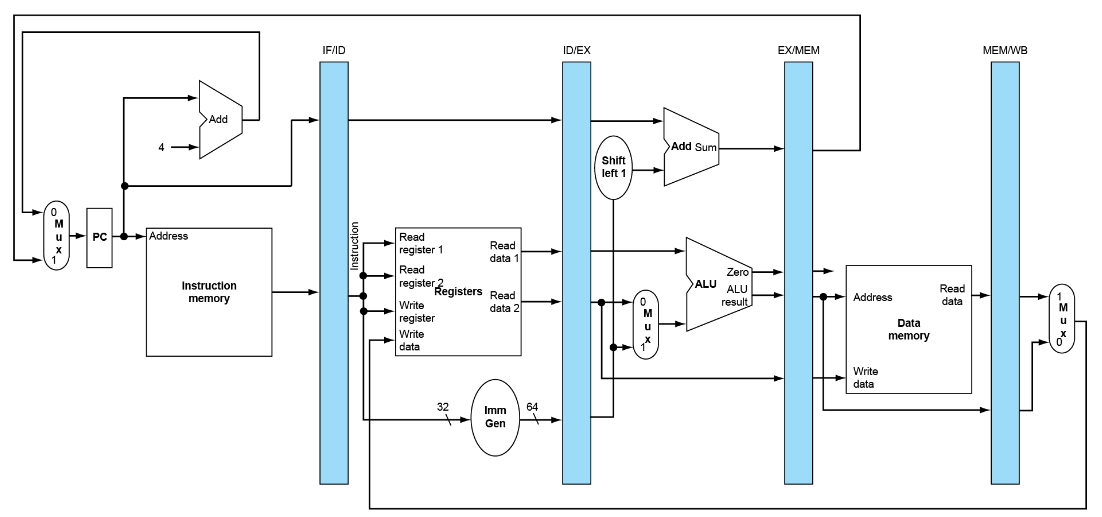 IF/ID
ID/EX
EX/MEM
MEM/WB
Add
4
Add Sum
Shift
left 1
0
M
u
x
1
PC
Address
Instruction
memory
Instruction
Read
register 1
Read
register 2
Registers
Write
register
Write
data
Read
data 1
Read
data 2
0
M
u
x
1
Zero
ALU
ALU
result
Address
Read
data
Data
memory
Write
data
1
M
u
x
0
32
Imm
Gen
64